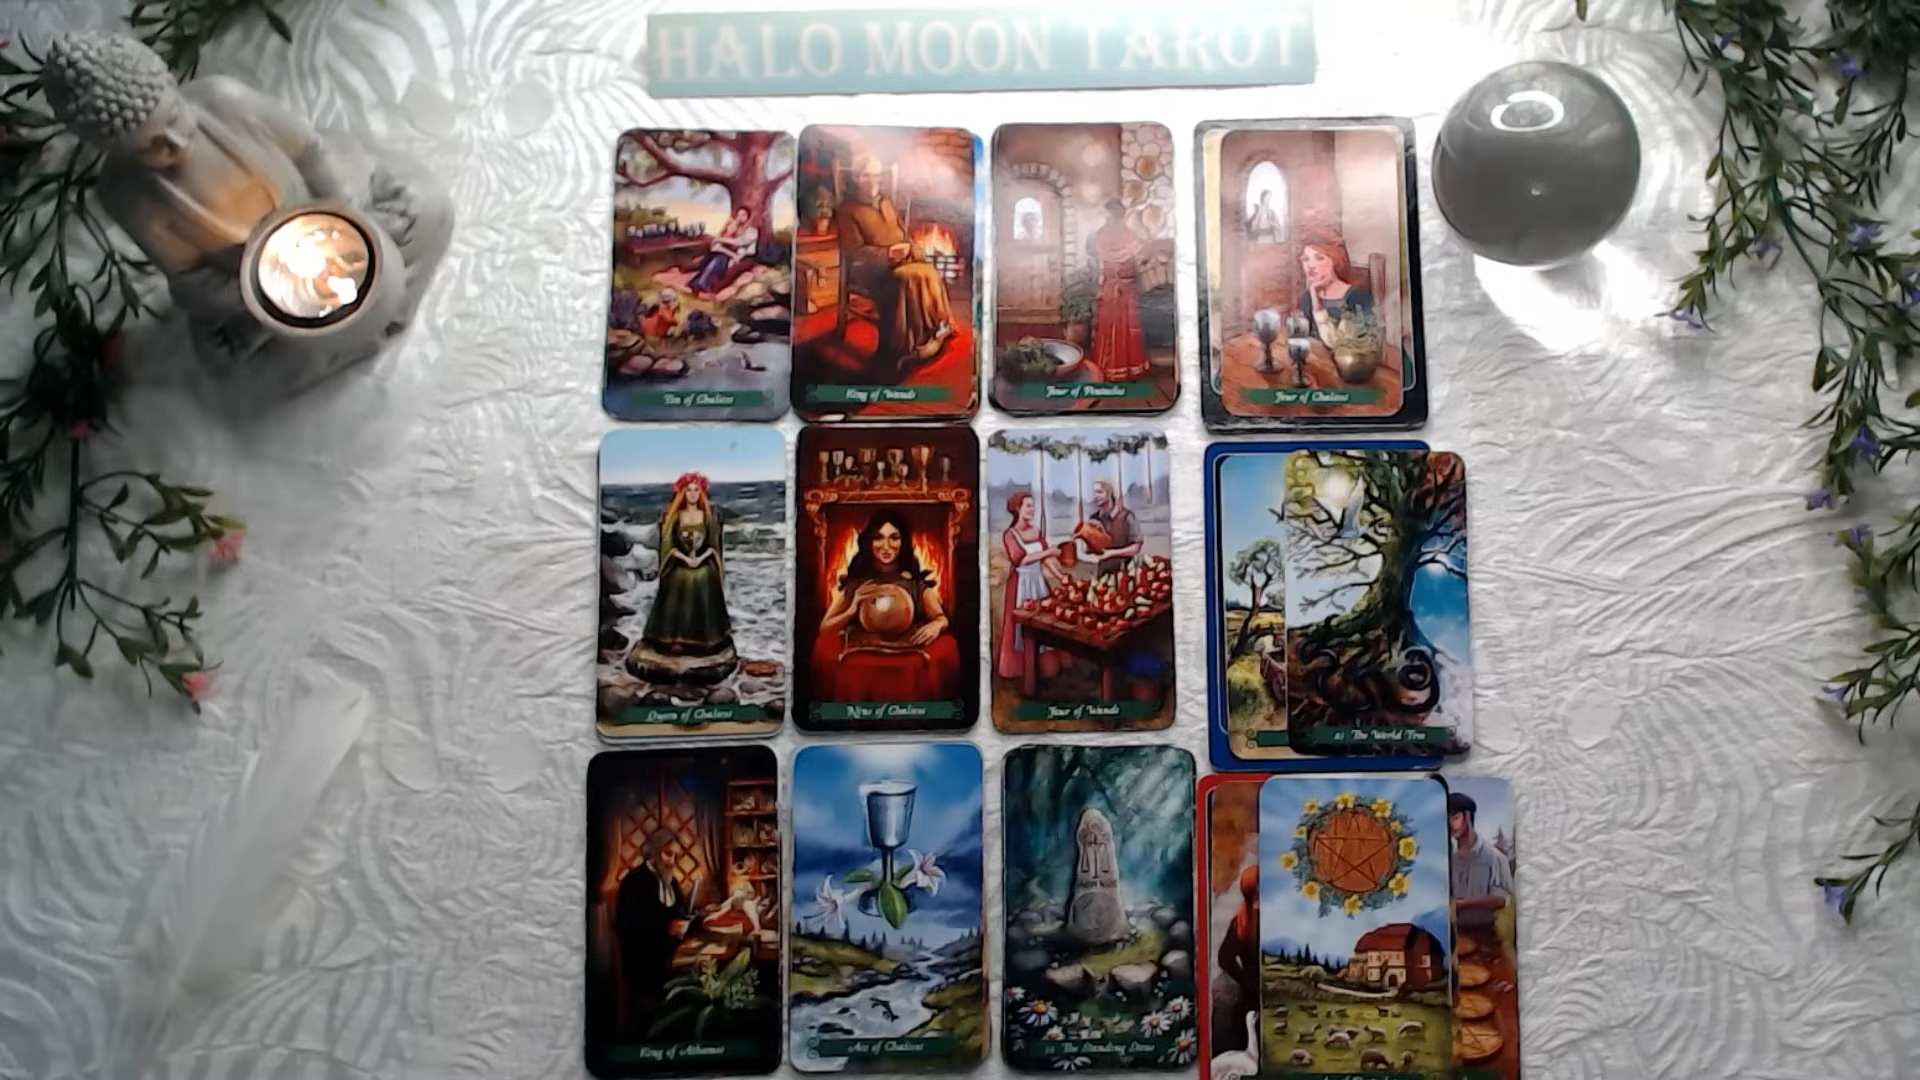 HALO MOON TAROT
Ten of Chalices
King of Wands
Four of Pentacles
Four of Chalices
Queen of Chalices
Nine of Chalices
Four of Wands
The World Tree
King of Athames
Ace of Chalices
The Standing Stone